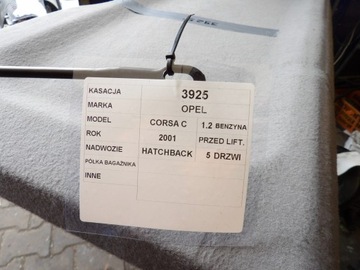 KASACJA 3925
MARKA OPEL
MODEL CORSA C 1.2 BENZYNA
ROK 2001 PRZED LIFT.
NADWOZIE HATCHBACK 5 DRZWI
PÓŁKA BAGAŻNIKA
INNE